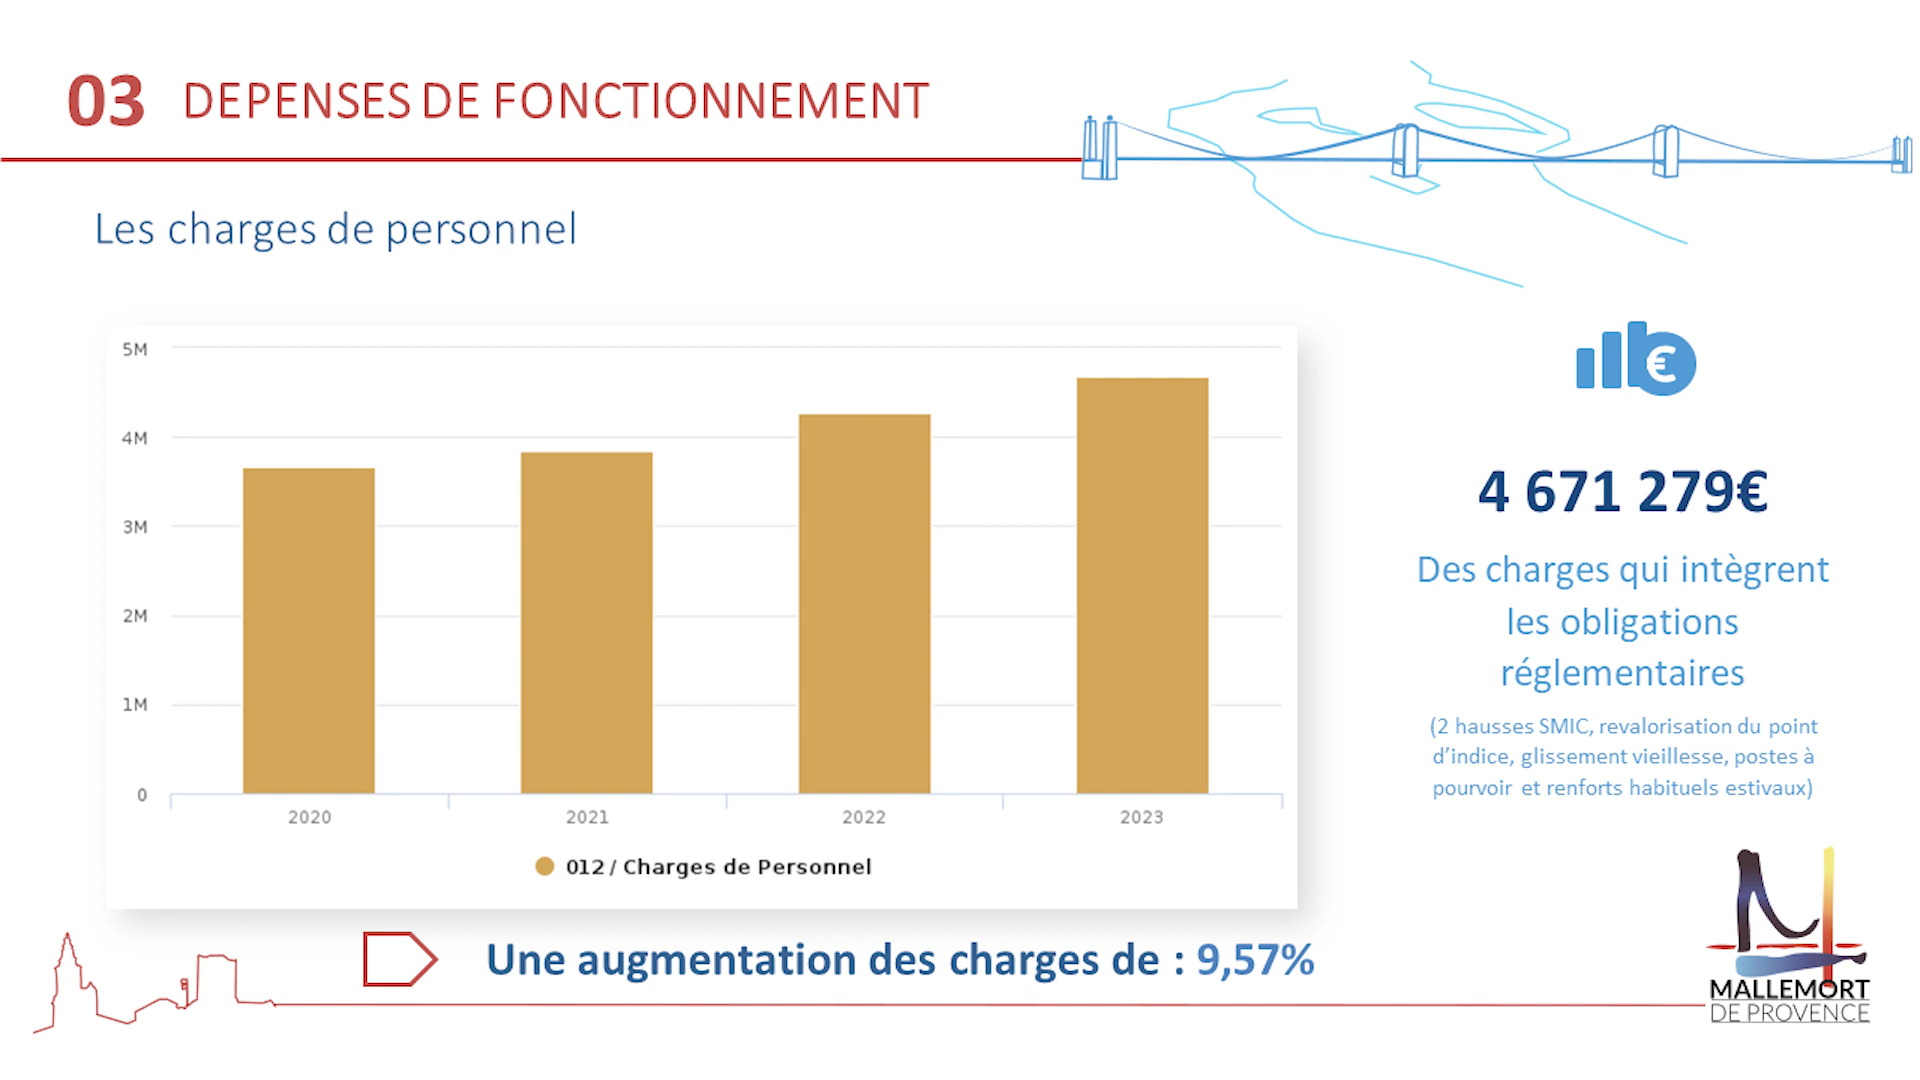 03 DEPENSES DE FONCTIONNEMENT
Les charges de personnel
5M
4M
3M
2M
1M
0
2020 2021 2022 2023
012 / Charges de Personnel
€
4 671 279€
Des charges qui intègrent
les obligations
réglementaires
(2 hausses SMIC, revalorisation du point
d’indice, glissement vieillesse, postes à
pourvoir et renforts habituels estivaux)
Une augmentation des charges de : 9,57%
MALLEMORT
DE PROVENCE